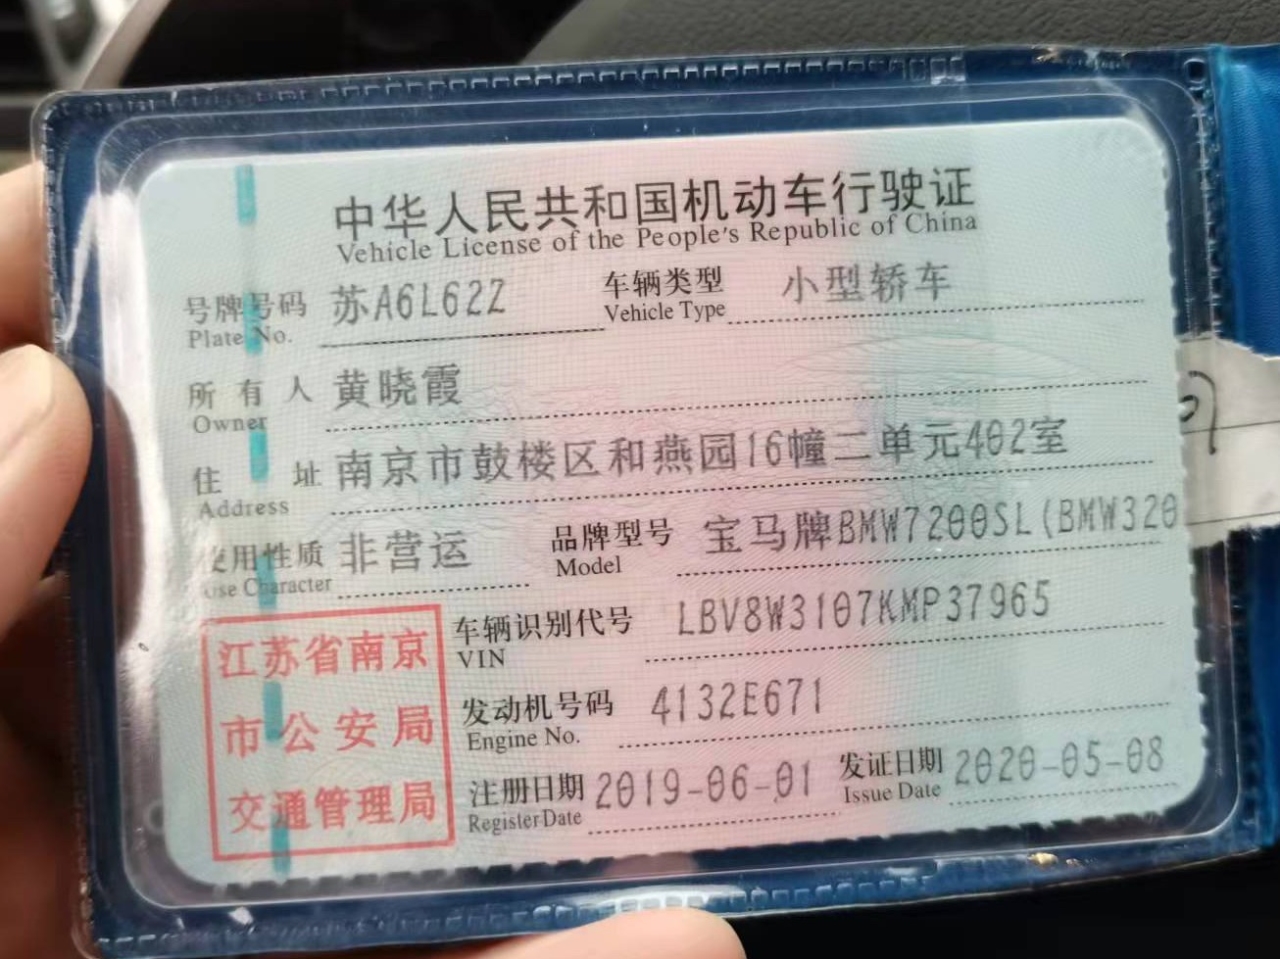 中华人民共和国机动车行驶证
Vehicle License of the People's Republic of China
号牌号码 苏A6L62Z 车辆类型 小型轿车
Plate No. Vehicle Type
所有人 黄晓霞
Owner
住址 南京市鼓楼区和燕园16幢二单元402室
Address
使用性质 非营运 品牌型号 宝马牌BMW7200SL(BMW320
Use Character Model
车辆识别代号 LBV8W3107KMP37965
VIN
发动机号码 4132E671
Engine No.
注册日期 2019-06-01 发证日期 2020-05-08
Register Date Issue Date
江苏省南京
市公安局
交通管理局